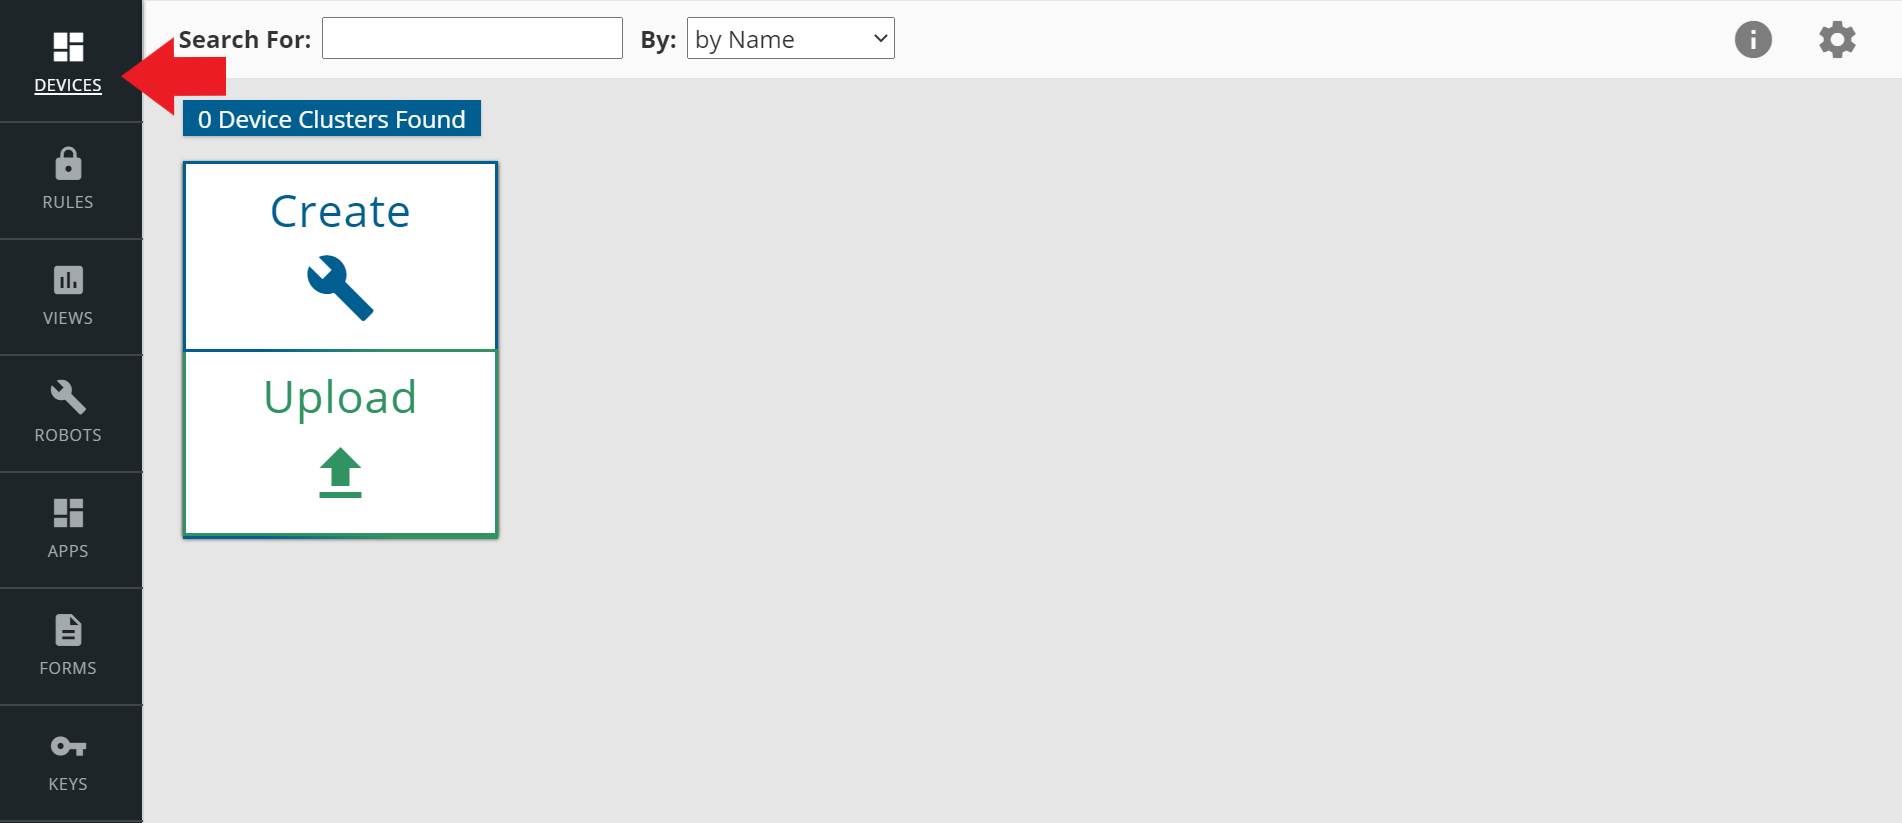 DEVICES
RULES
VIEWS
ROBOTS
APPS
FORMS
KEYS
Search For:
By: by Name
0 Device Clusters Found
Create
Upload